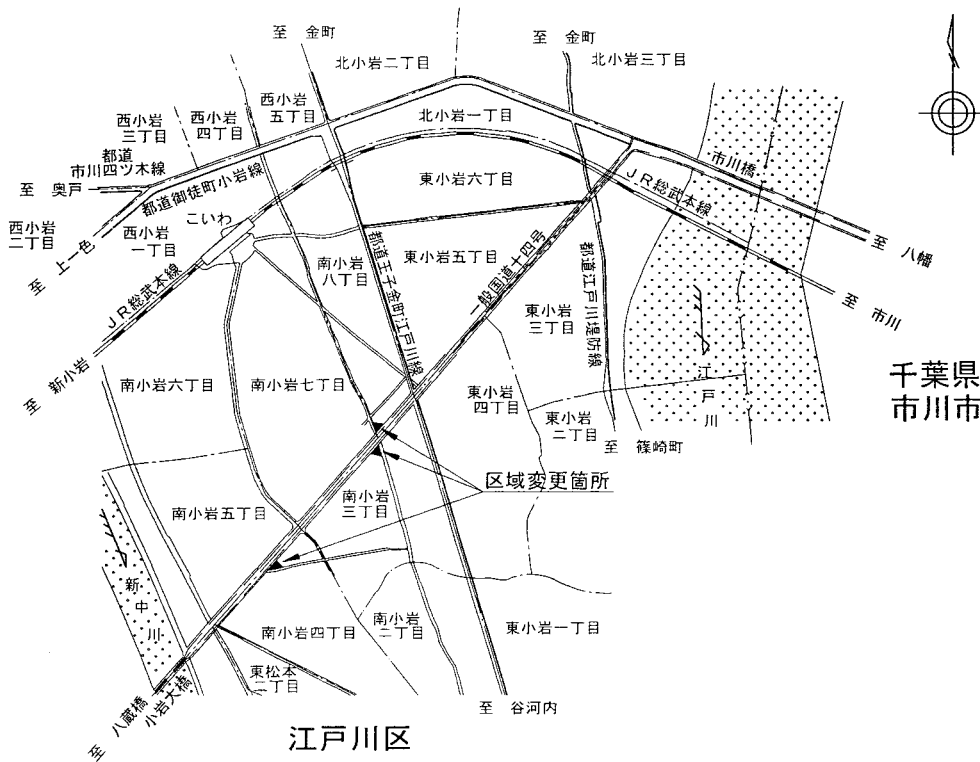 至 金町
至 金町
北小岩二丁目
北小岩三丁目
西小岩
五丁目
西小岩
四丁目
西小岩
三丁目
北小岩一丁目
都道
市川四ツ木線
市川橋
至 奥戸
都道御徒町小岩線
東小岩六丁目
JR総武本線
こいわ
西小岩
二丁目
西小岩
一丁目
至 上一色
至 八幡
南小岩
八丁目
都道王子金町江戸川線
東小岩五丁目
一般国道十四号
都道江戸川堤防線
JR総武本線
至 市川
東小岩
三丁目
至 新小岩
南小岩六丁目
南小岩七丁目
東小岩
四丁目
江戸川
千葉県
市川市
東小岩
二丁目
至 篠崎町
区域変更箇所
南小岩
三丁目
南小岩五丁目
新中川
南小岩四丁目
南小岩
二丁目
東小岩一丁目
東松本
二丁目
至 八蔵橋
小岩大橋
至 谷河内
江戸川区